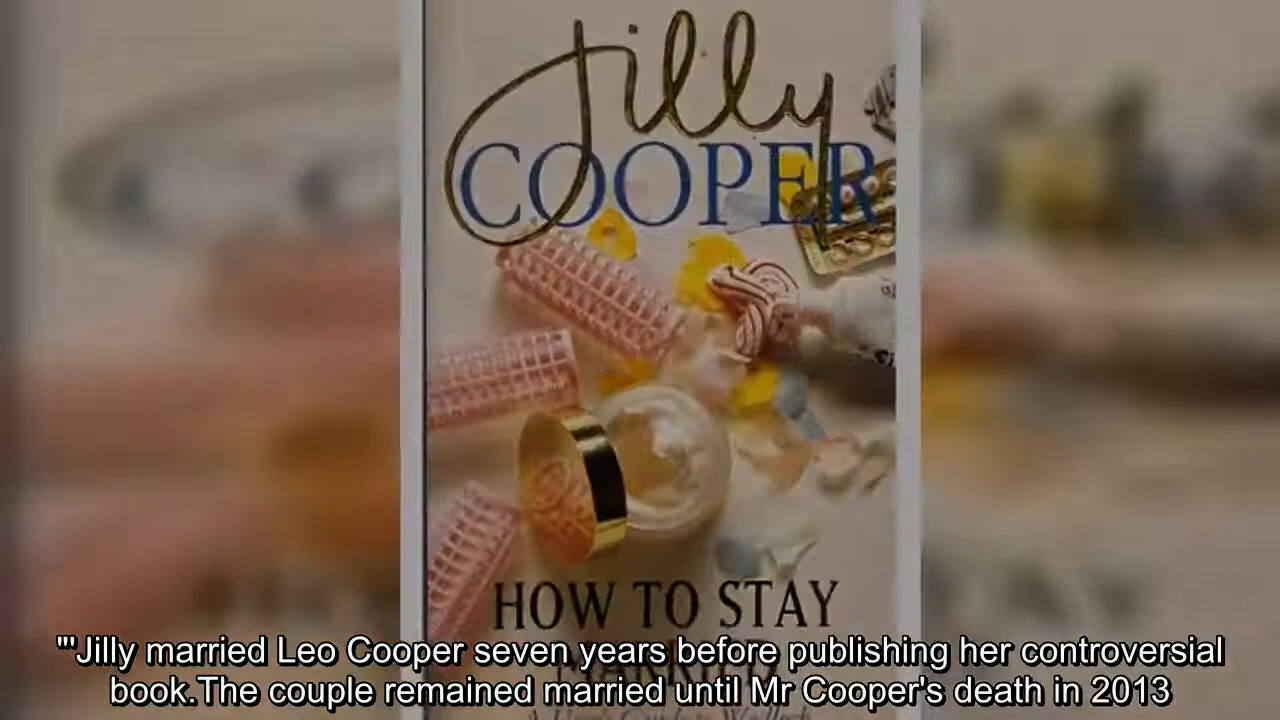 Jilly
COOPER
HOW TO STAY
MARRIED
"'Jilly married Leo Cooper seven years before publishing her controversial
book.The couple remained married until Mr Cooper's death in 2013